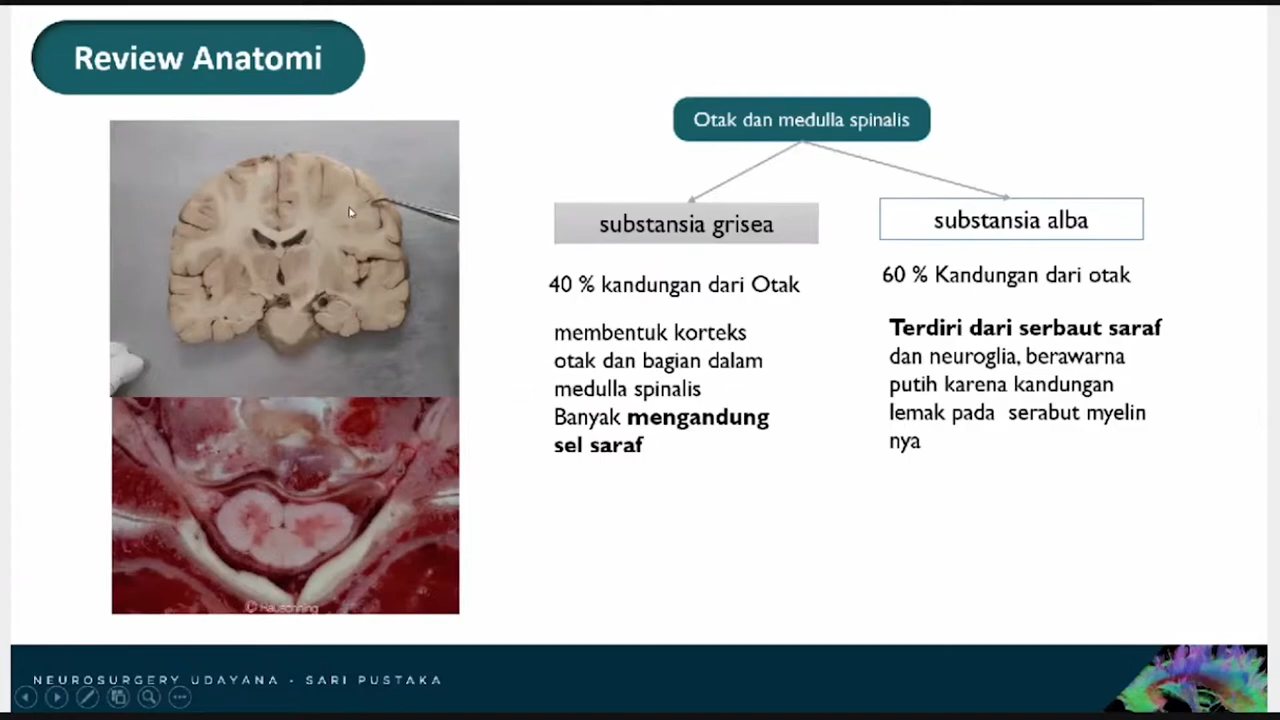 Review Anatomi
Otak dan medulla spinalis
substansia grisea
substansia alba
40 % kandungan dari Otak
60 % Kandungan dari otak
membentuk korteks
otak dan bagian dalam
medulla spinalis
Banyak mengandung
sel saraf
Terdiri dari serbaut saraf
dan neuroglia, berawarna
putih karena kandungan
lemak pada serabut myelin
nya
NEUROSURGERY UDAYANA - SARI PUSTAKA